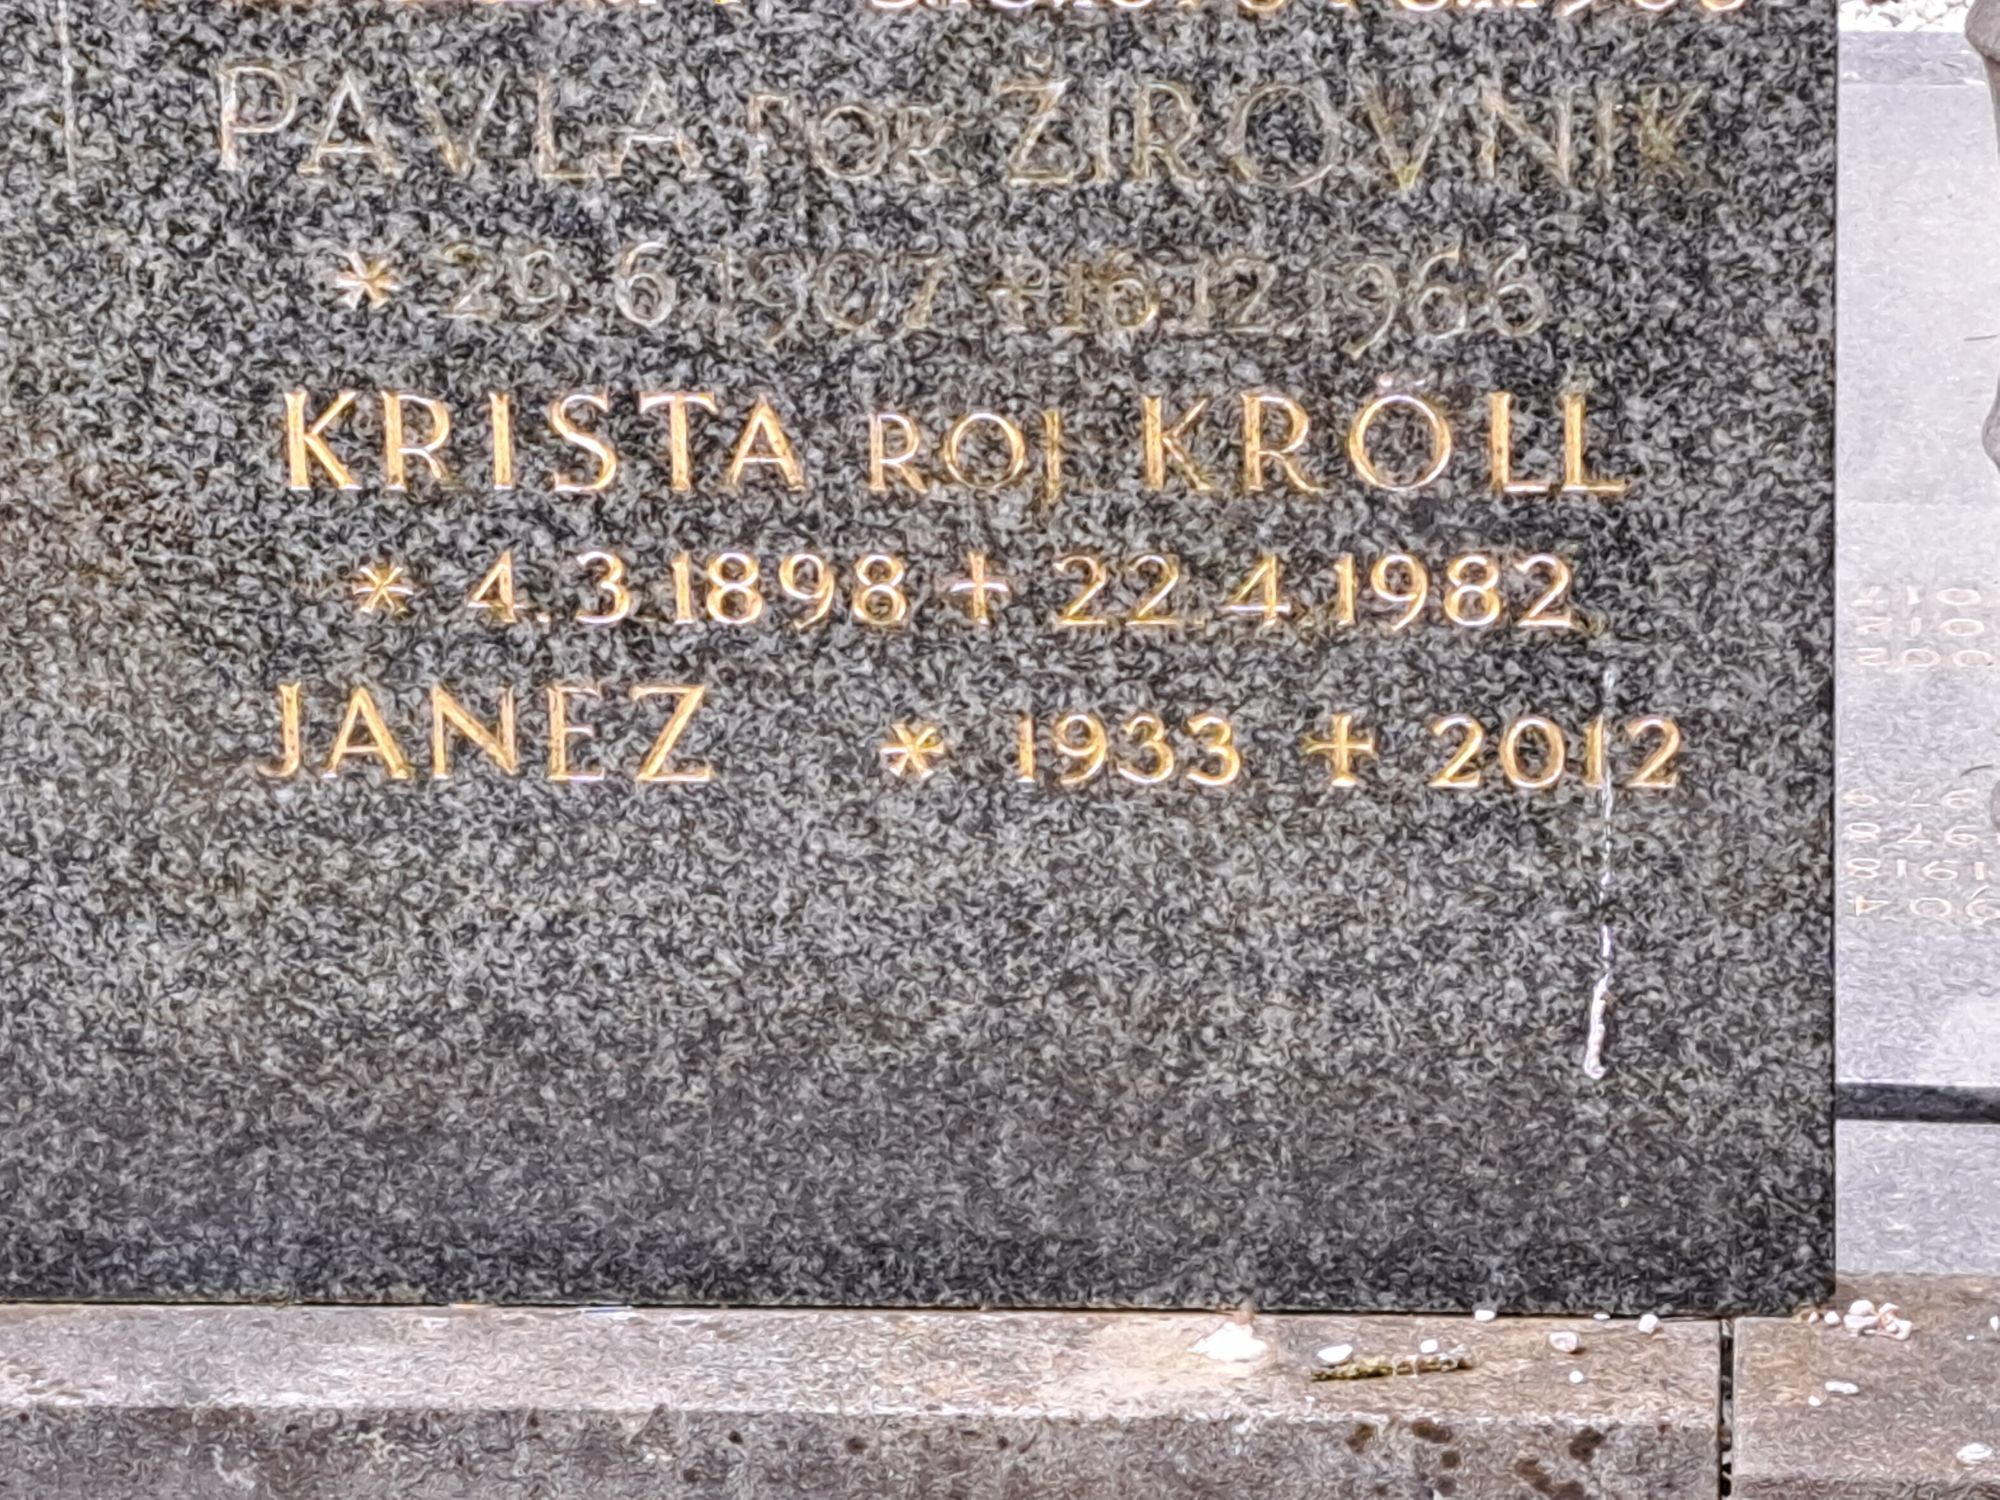 PAVLA POR ŽIROVNIK
* 29.6.1907 +16.12.1966
KRISTA ROJ KRÖLL
* 4.3.1898 + 22.4.1982
JANEZ * 1933 + 2012